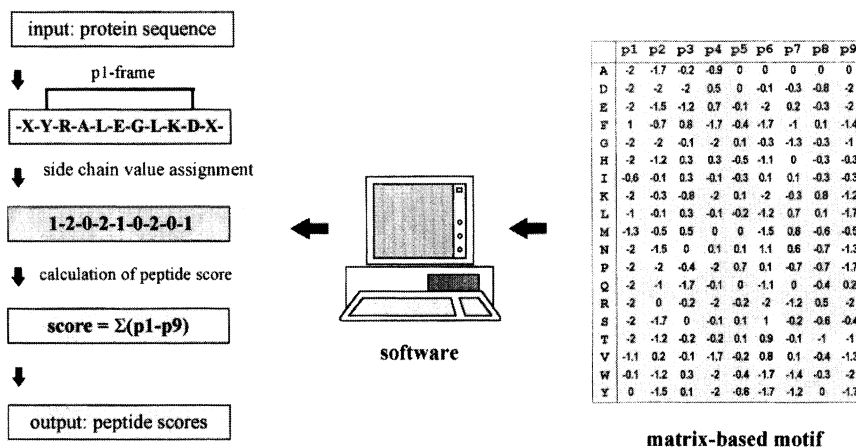 input: protein sequence
p1-frame
-X-Y-R-A-L-E-G-L-K-D-X-
side chain value assignment
1-2-0-2-1-0-2-0-1
calculation of peptide score
score = Σ(p1-p9)
output: peptide scores
software
p1 p2 p3 p4 p5 p6 p7 p8 p9
A -2 -1.7 -0.2 -0.9 0 0 0 0 0
D -2 -2 -2 0.5 0 -0.1 -0.3 -0.8 -2
E -2 -1.5 -1.2 0.7 -0.1 -2 0.2 -0.3 -2
F 1 -0.7 0.8 -1.7 -0.4 -1.7 -1 0.1 -1.4
G -2 -2 -0.1 -2 0.1 -0.3 -1.3 -0.3 -1
H -2 -1.2 0.3 0.3 -0.5 -1.1 0 -0.3 -0.3
I -0.6 -0.1 0.3 -0.1 -0.3 0.1 0.1 -0.3 -0.3
K -2 -0.3 -0.8 -2 0.1 -2 -0.3 0.8 -1.2
L -1 -0.1 0.3 -0.1 -0.2 -1.2 0.7 0.1 -1.7
M -1.3 -0.5 0.5 0 0 -1.5 0.8 -0.6 -0.5
N -2 -1.5 0 0.1 0.1 1.1 0.6 -0.7 -1.3
P -2 -2 -0.4 -2 0.7 0.1 -0.7 -0.7 -1.7
Q -2 -1 -1.7 -0.1 0 -1.1 0 -0.4 0.2
R -2 0 -0.2 -2 -0.2 -2 -1.2 0.5 -2
S -2 -1.7 0 -0.1 0.1 1 -0.2 -0.6 -0.4
T -2 -1.2 -0.2 -0.2 0.1 0.9 -0.1 -1 -1
V -1.1 0.2 -0.1 -1.7 -0.2 0.8 0.1 -0.4 -1.3
W -0.1 -1.2 0.3 -2 -0.4 -1.7 -1.4 -0.3 -2
Y 0 -1.5 0.1 -2 -0.6 -1.7 -1.2 0
matrix-based motif